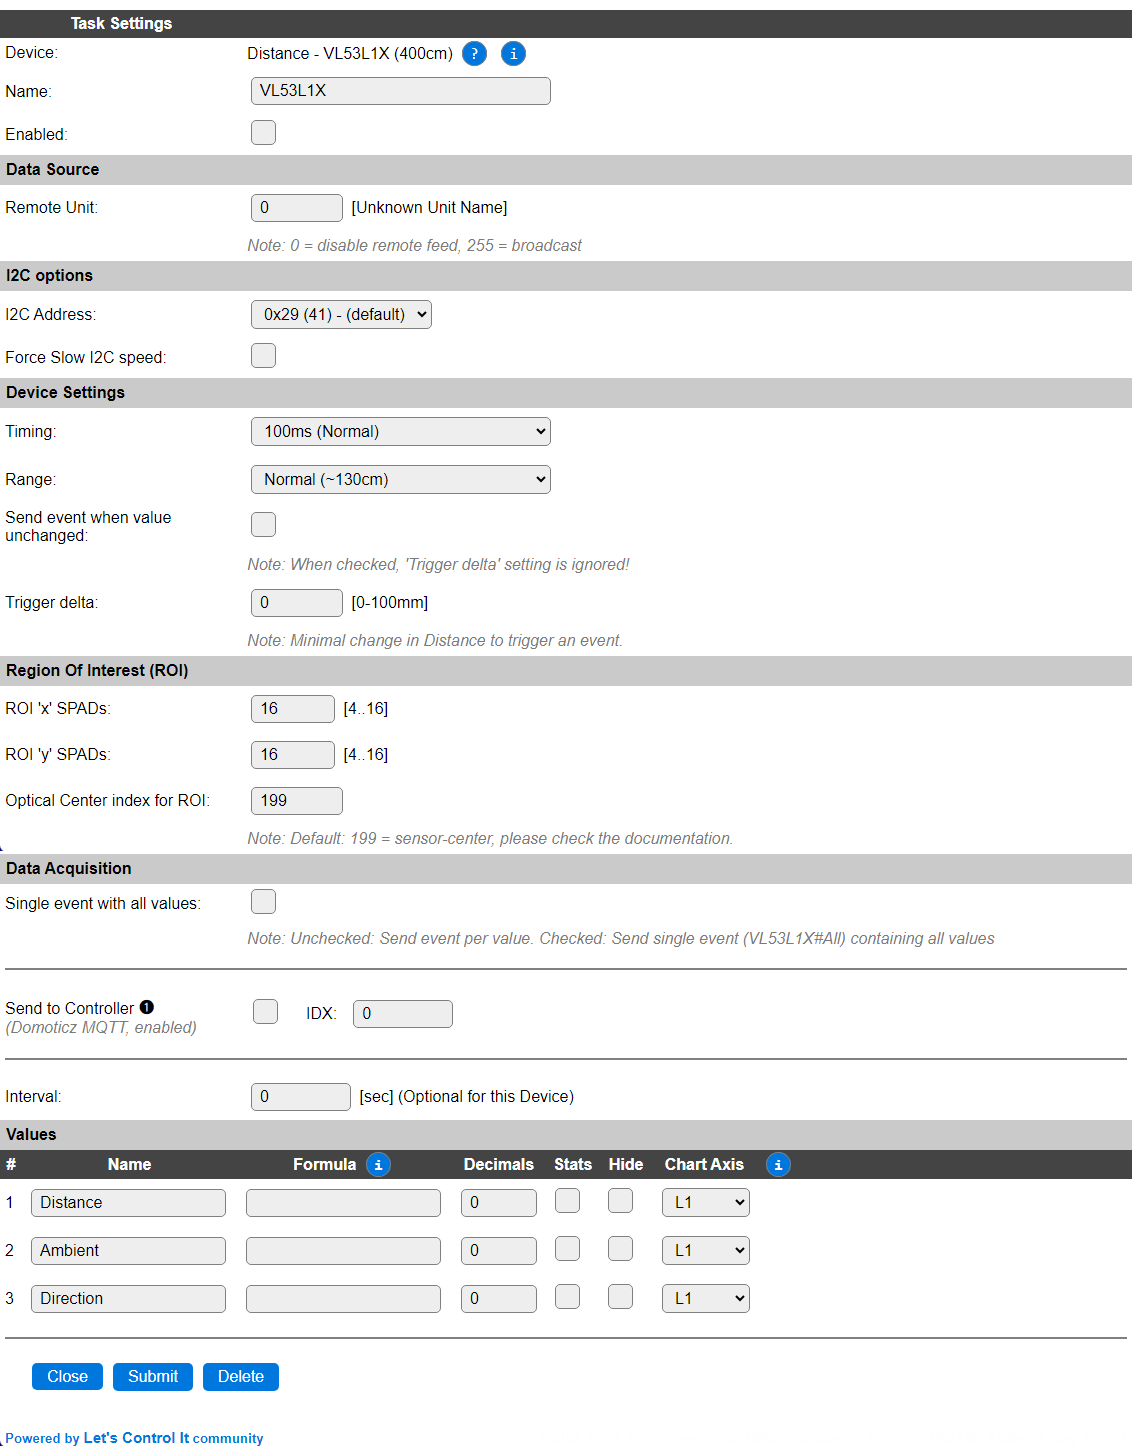 Task Settings
Device: Distance - VL53L1X (400cm) ? i
Name: VL53L1X
Enabled:
Data Source
Remote Unit: 0 [Unknown Unit Name]
Note: 0 = disable remote feed, 255 = broadcast
I2C options
I2C Address: 0x29 (41) - (default)
Force Slow I2C speed:
Device Settings
Timing: 100ms (Normal)
Range: Normal (~130cm)
Send event when value
unchanged:
Note: When checked, 'Trigger delta' setting is ignored!
Trigger delta: 0 [0-100mm]
Note: Minimal change in Distance to trigger an event.
Region Of Interest (ROI)
ROI 'x' SPADs: 16 [4..16]
ROI 'y' SPADs: 16 [4..16]
Optical Center index for ROI: 199
Note: Default: 199 = sensor-center, please check the documentation.
Data Acquisition
Single event with all values:
Note: Unchecked: Send event per value. Checked: Send single event (VL53L1X#All) containing all values
Send to Controller ❶ IDX: 0
(Domoticz MQTT, enabled)
Interval: 0 [sec] (Optional for this Device)
Values
# Name Formula i Decimals Stats Hide Chart Axis i
1 Distance 0 L1
2 Ambient 0 L1
3 Direction 0 L1
Close Submit Delete
Powered by Let's Control It community